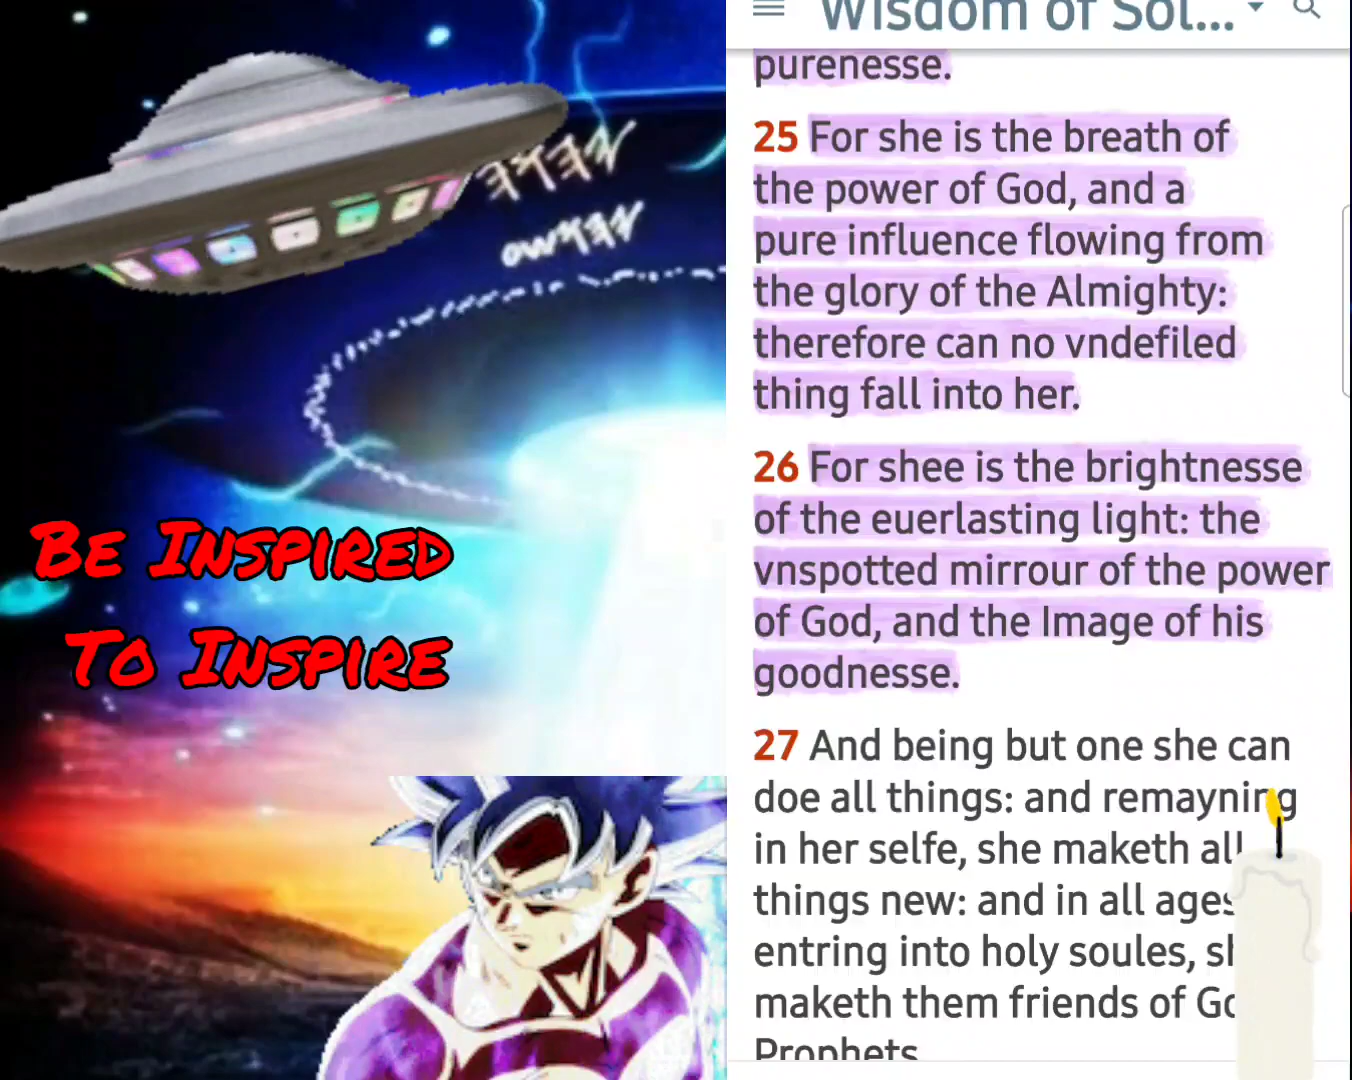 𐤉𐤄𐤅𐤄
𐤉𐤄𐤅𐤔𐤏
Be Inspired
To Inspire
Wisdom of Sol...
purenesse.
25 For she is the breath of
the power of God, and a
pure influence flowing from
the glory of the Almighty:
therefore can no vndefiled
thing fall into her.
26 For shee is the brightnesse
of the euerlasting light: the
vnspotted mirrour of the power
of God, and the Image of his
goodnesse.
27 And being but one she can
doe all things: and remayning
in her selfe, she maketh all
things new: and in all ages
entring into holy soules,
maketh them friends of
Prophets